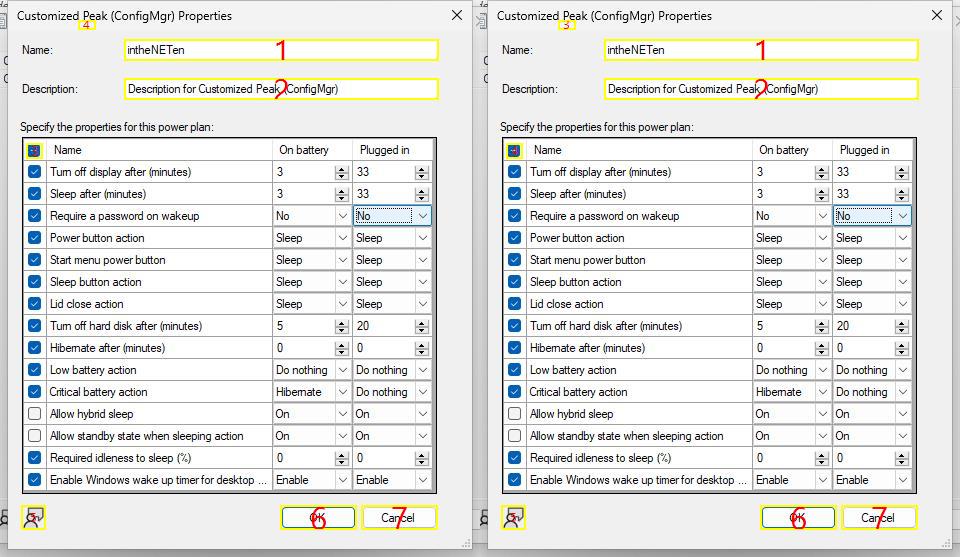 Customized Peak (ConfigMgr) Properties
4
Name: intheNETen 1
Description: Description for Customized Peak (ConfigMgr) 2
Specify the properties for this power plan:
Name On battery Plugged in
Turn off display after (minutes) 3 33
Sleep after (minutes) 3 33
Require a password on wakeup No No
Power button action Sleep Sleep
Start menu power button Sleep Sleep
Sleep button action Sleep Sleep
Lid close action Sleep Sleep
Turn off hard disk after (minutes) 5 20
Hibernate after (minutes) 0 0
Low battery action Do nothing Do nothing
Critical battery action Hibernate Do nothing
Allow hybrid sleep On On
Allow standby state when sleeping action On On
Required idleness to sleep (%) 0 0
Enable Windows wake up timer for desktop ... Enable Enable
OK 6 Cancel 7
Customized Peak (ConfigMgr) Properties
3
Name: intheNETen 1
Description: Description for Customized Peak (ConfigMgr) 2
Specify the properties for this power plan:
Name On battery Plugged in
Turn off display after (minutes) 3 33
Sleep after (minutes) 3 33
Require a password on wakeup No No
Power button action Sleep Sleep
Start menu power button Sleep Sleep
Sleep button action Sleep Sleep
Lid close action Sleep Sleep
Turn off hard disk after (minutes) 5 20
Hibernate after (minutes) 0 0
Low battery action Do nothing Do nothing
Critical battery action Hibernate Do nothing
Allow hybrid sleep On On
Allow standby state when sleeping action On On
Required idleness to sleep (%) 0 0
Enable Windows wake up timer for desktop ... Enable Enable
OK 6 Cancel 7